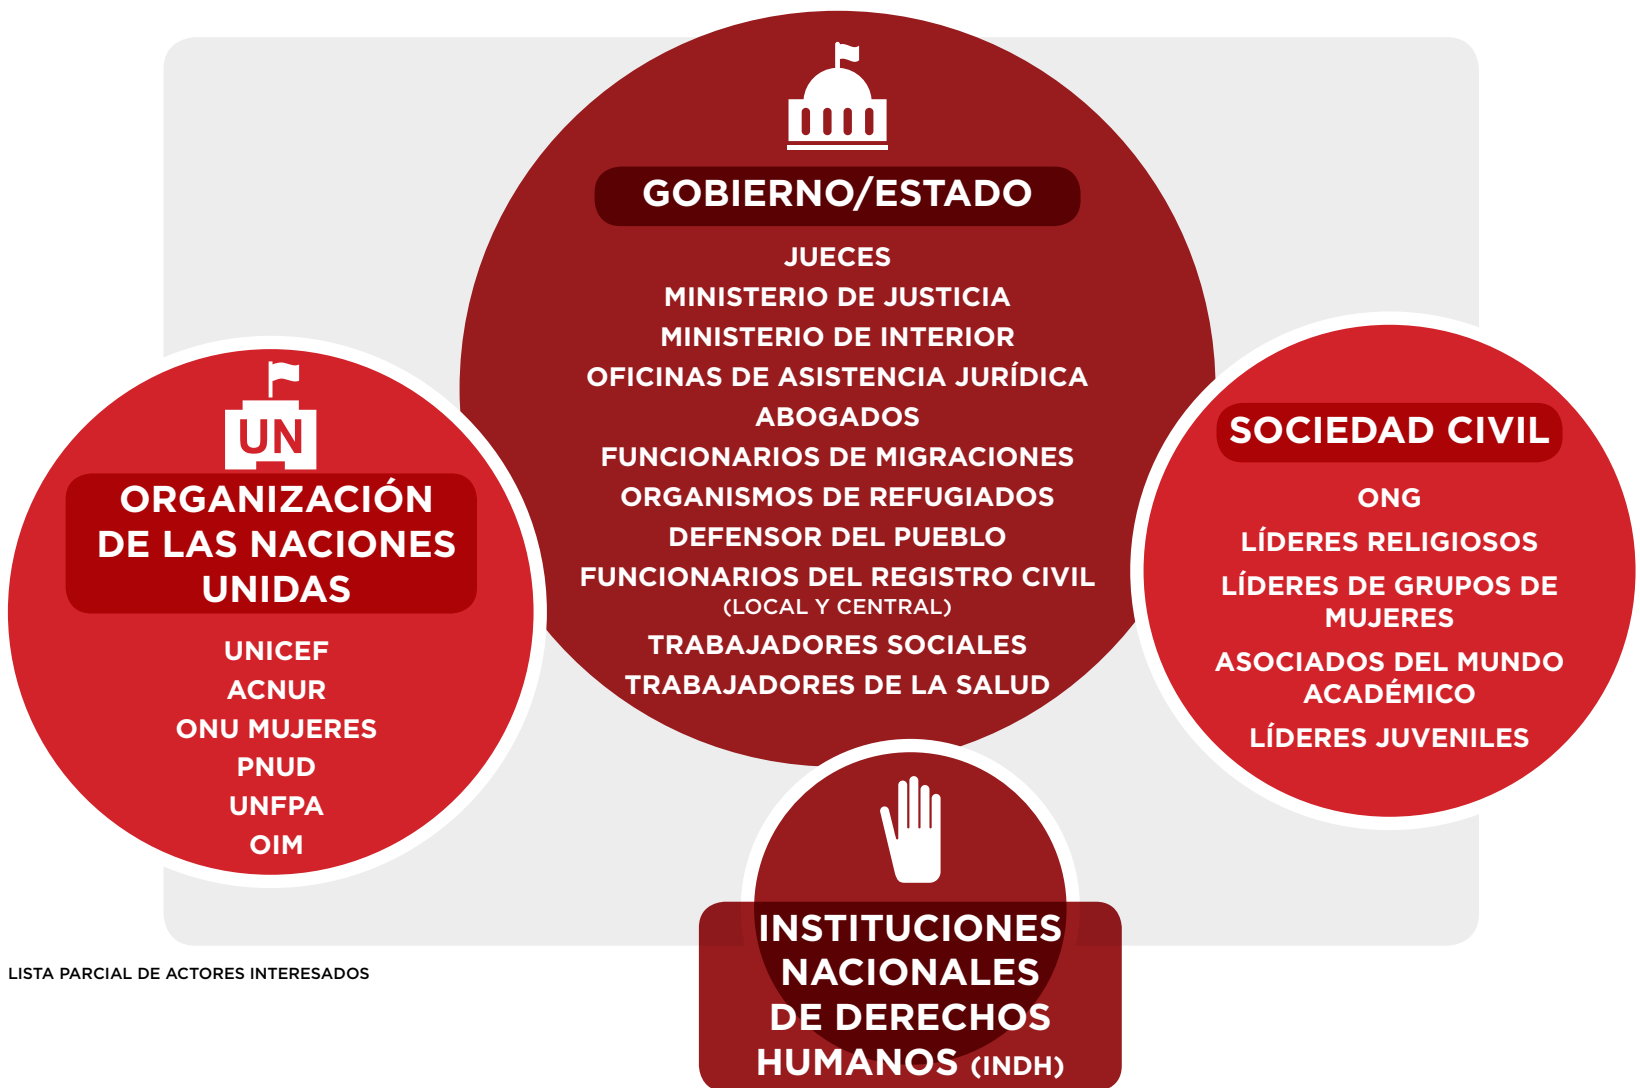 GOBIERNO/ESTADO
JUECES
MINISTERIO DE JUSTICIA
MINISTERIO DE INTERIOR
OFICINAS DE ASISTENCIA JURÍDICA
ABOGADOS
FUNCIONARIOS DE MIGRACIONES
ORGANISMOS DE REFUGIADOS
DEFENSOR DEL PUEBLO
FUNCIONARIOS DEL REGISTRO CIVIL
(LOCAL Y CENTRAL)
TRABAJADORES SOCIALES
TRABAJADORES DE LA SALUD
UN
ORGANIZACIÓN
DE LAS NACIONES
UNIDAS
UNICEF
ACNUR
ONU MUJERES
PNUD
UNFPA
OIM
SOCIEDAD CIVIL
ONG
LÍDERES RELIGIOSOS
LÍDERES DE GRUPOS DE
MUJERES
ASOCIADOS DEL MUNDO
ACADÉMICO
LÍDERES JUVENILES
INSTITUCIONES
NACIONALES
DE DERECHOS
HUMANOS (INDH)
LISTA PARCIAL DE ACTORES INTERESADOS